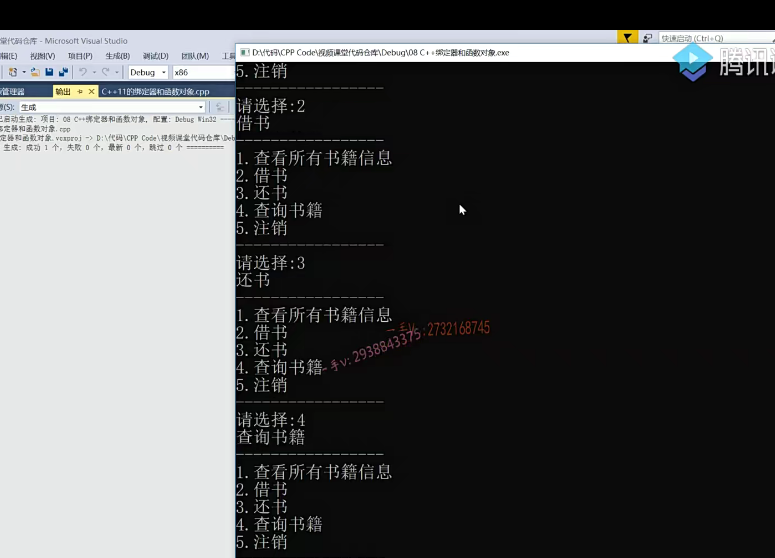 堂代码仓库 - Microsoft Visual Studio
快速启动 (Ctrl+Q)
编辑(E) 视图(V) 项目(P) 生成(B) 调试(D) 团队(M) 工具
Debug x86
管理器
输出
C++11的绑定器和函数对象.cpp
生成
已启动生成: 项目: 08 C++绑定器和函数对象, 配置: Debug Win32
绑定器和函数对象.cpp
定器和函数对象.vcxproj -> D:\代码\CPP Code\视频课堂代码仓库\Deb
生成: 成功 1 个,失败 0 个,最新 0 个,跳过 0 个 ==========
D:\代码\CPP Code\视频课堂代码仓库\Debug\08 C++绑定器和函数对象.exe
腾讯课
5.注销
-----------------
请选择:2
借书
-----------------
1.查看所有书籍信息
2.借书
3.还书
4.查询书籍
5.注销
-----------------
请选择:3
还书
-----------------
1.查看所有书籍信息
2.借书
3.还书
4.查询书籍
5.注销
-----------------
请选择:4
查询书籍
-----------------
1.查看所有书籍信息
2.借书
3.还书
4.查询书籍
5.注销
一手v:2732168745
一手v:2938843375